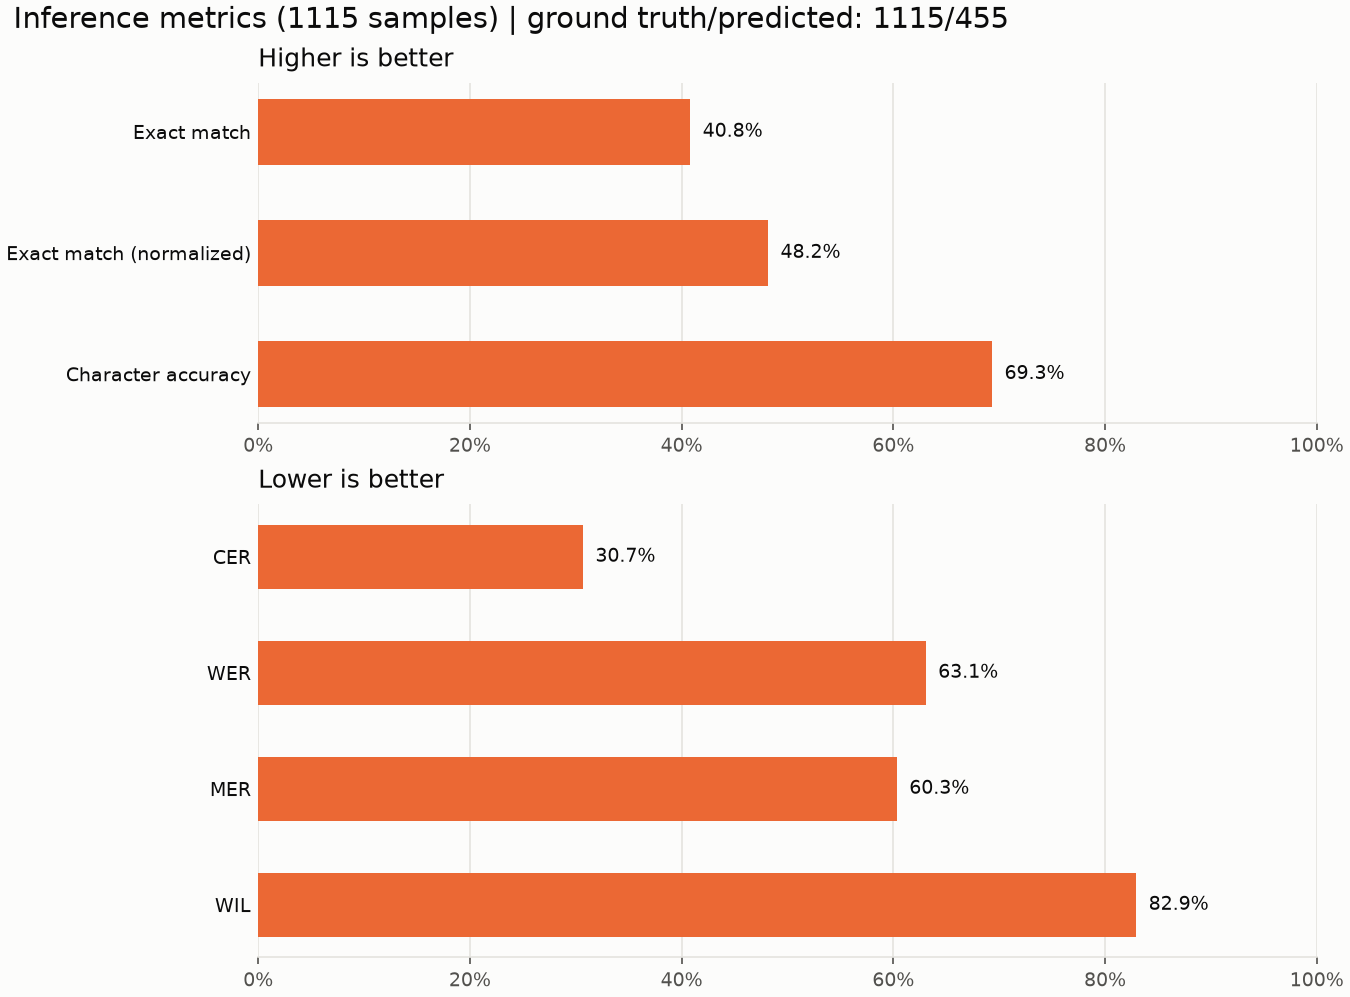 Inference metrics (1115 samples) | ground truth/predicted: 1115/455
Higher is better
Exact match 40.8%
Exact match (normalized) 48.2%
Character accuracy 69.3%
0% 20% 40% 60% 80% 100%
Lower is better
CER 30.7%
WER 63.1%
MER 60.3%
WIL 82.9%
0% 20% 40% 60% 80% 100%